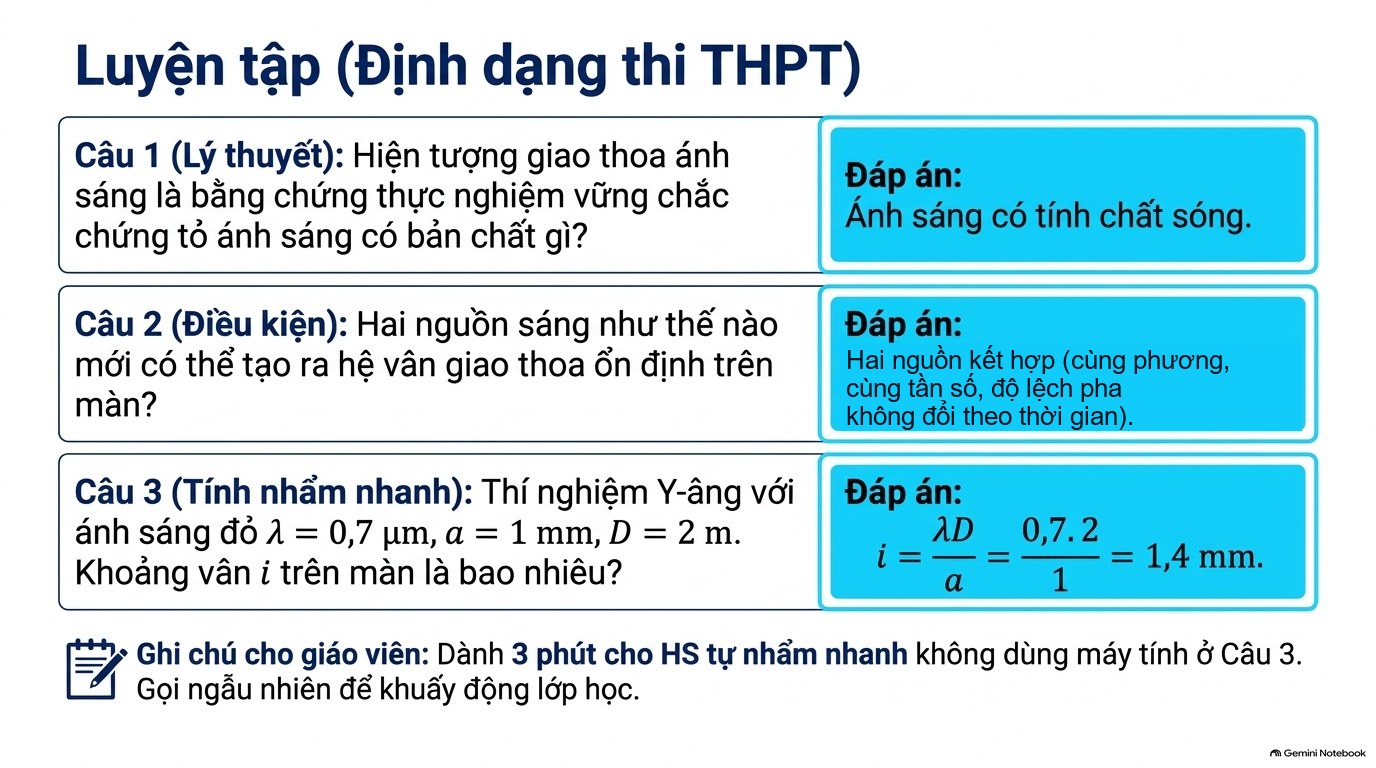 Luyện tập (Định dạng thi THPT)
Câu 1 (Lý thuyết): Hiện tượng giao thoa ánh
sáng là bằng chứng thực nghiệm vững chắc
chứng tỏ ánh sáng có bản chất gì?
Đáp án:
Ánh sáng có tính chất sóng.
Câu 2 (Điều kiện): Hai nguồn sáng như thế nào
mới có thể tạo ra hệ vân giao thoa ổn định trên
màn?
Đáp án:
Hai nguồn kết hợp (cùng phương,
cùng tần số, độ lệch pha
không đổi theo thời gian).
Câu 3 (Tính nhẩm nhanh): Thí nghiệm Y-âng với
ánh sáng đỏ λ = 0,7 μm, a = 1 mm, D = 2 m.
Khoảng vân i trên màn là bao nhiêu?
Đáp án:
i = λD/a = 0,7. 2/1 = 1,4 mm.
Ghi chú cho giáo viên: Dành 3 phút cho HS tự nhẩm nhanh không dùng máy tính ở Câu 3.
Gọi ngẫu nhiên để khuấy động lớp học.
Gemini Notebook